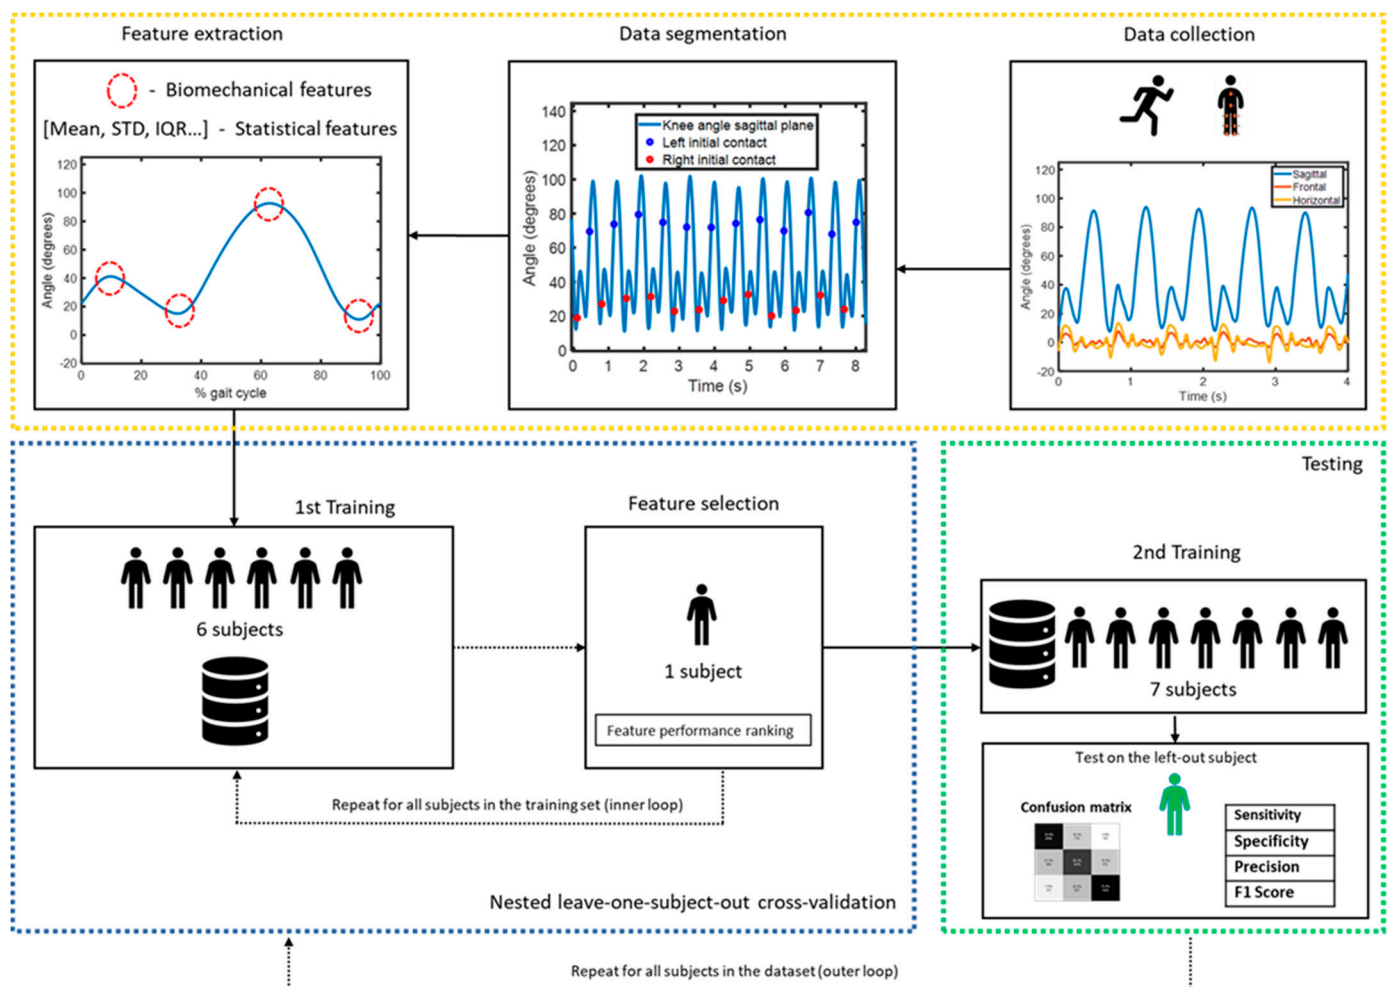 Feature extraction
Data segmentation
Data collection
- Biomechanical features
[Mean, STD, IQR...] - Statistical features
120
100
80
60
40
20
0
-20
Angle (degrees)
0
20
40
60
80
100
% gait cycle
140
120
100
80
60
40
20
0
Angle (degrees)
Knee angle sagittal plane
Left initial contact
Right initial contact
0
1
2
3
4
5
6
7
8
Time (s)
120
100
80
60
40
20
0
-20
Angle (degrees)
Sagittal
Frontal
Horizontal
0
1
2
3
4
Time (s)
1st Training
6 subjects
Feature selection
1 subject
Feature performance ranking
Repeat for all subjects in the training set (inner loop)
Nested leave-one-subject-out cross-validation
Testing
2nd Training
7 subjects
Test on the left-out subject
Confusion matrix
Sensitivity
Specificity
Precision
F1 Score
Repeat for all subjects in the dataset (outer loop)